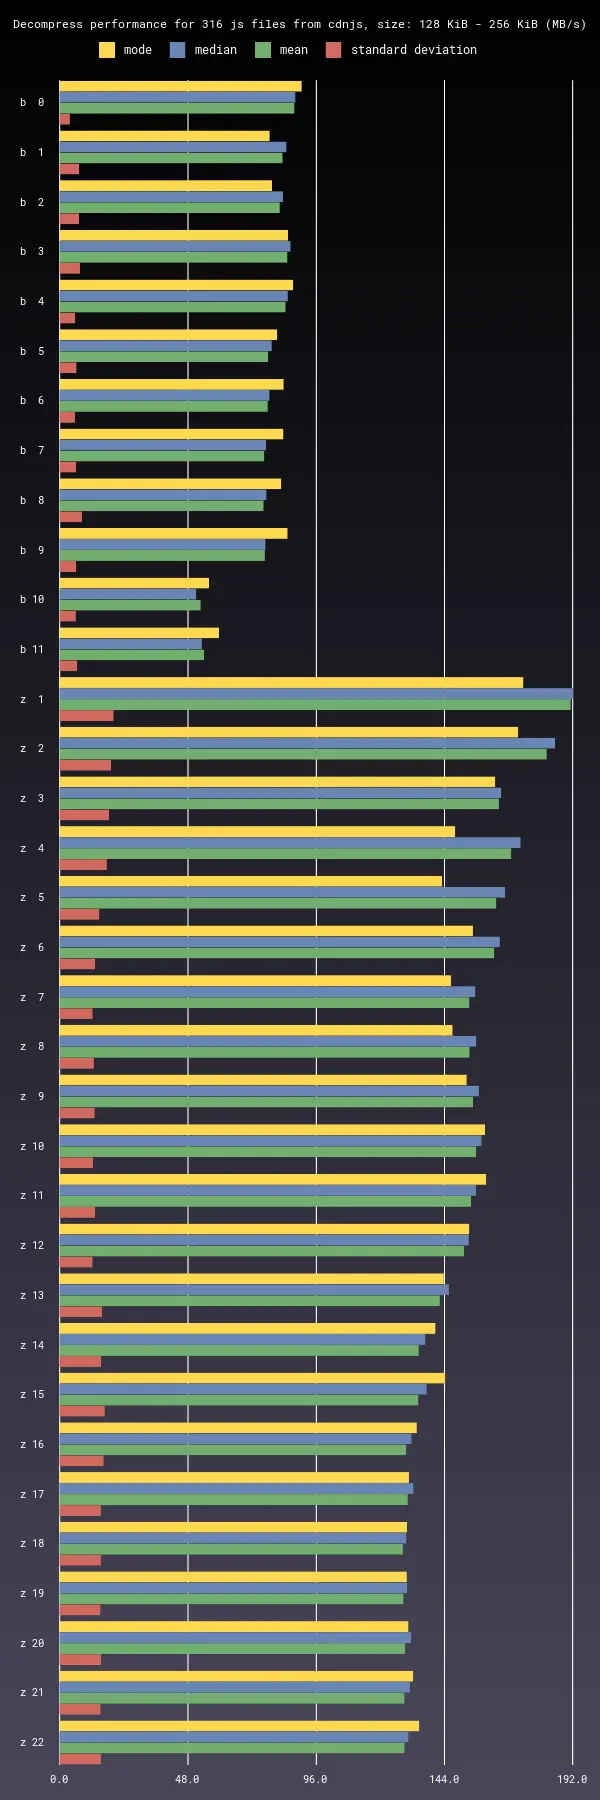 Decompress performance for 316 js files from cdnjs, size: 128 KiB - 256 KiB (MB/s)
mode median mean standard deviation
b 0
b 1
b 2
b 3
b 4
b 5
b 6
b 7
b 8
b 9
b 10
b 11
z 1
z 2
z 3
z 4
z 5
z 6
z 7
z 8
z 9
z 10
z 11
z 12
z 13
z 14
z 15
z 16
z 17
z 18
z 19
z 20
z 21
z 22
0.0 48.0 96.0 144.0 192.0